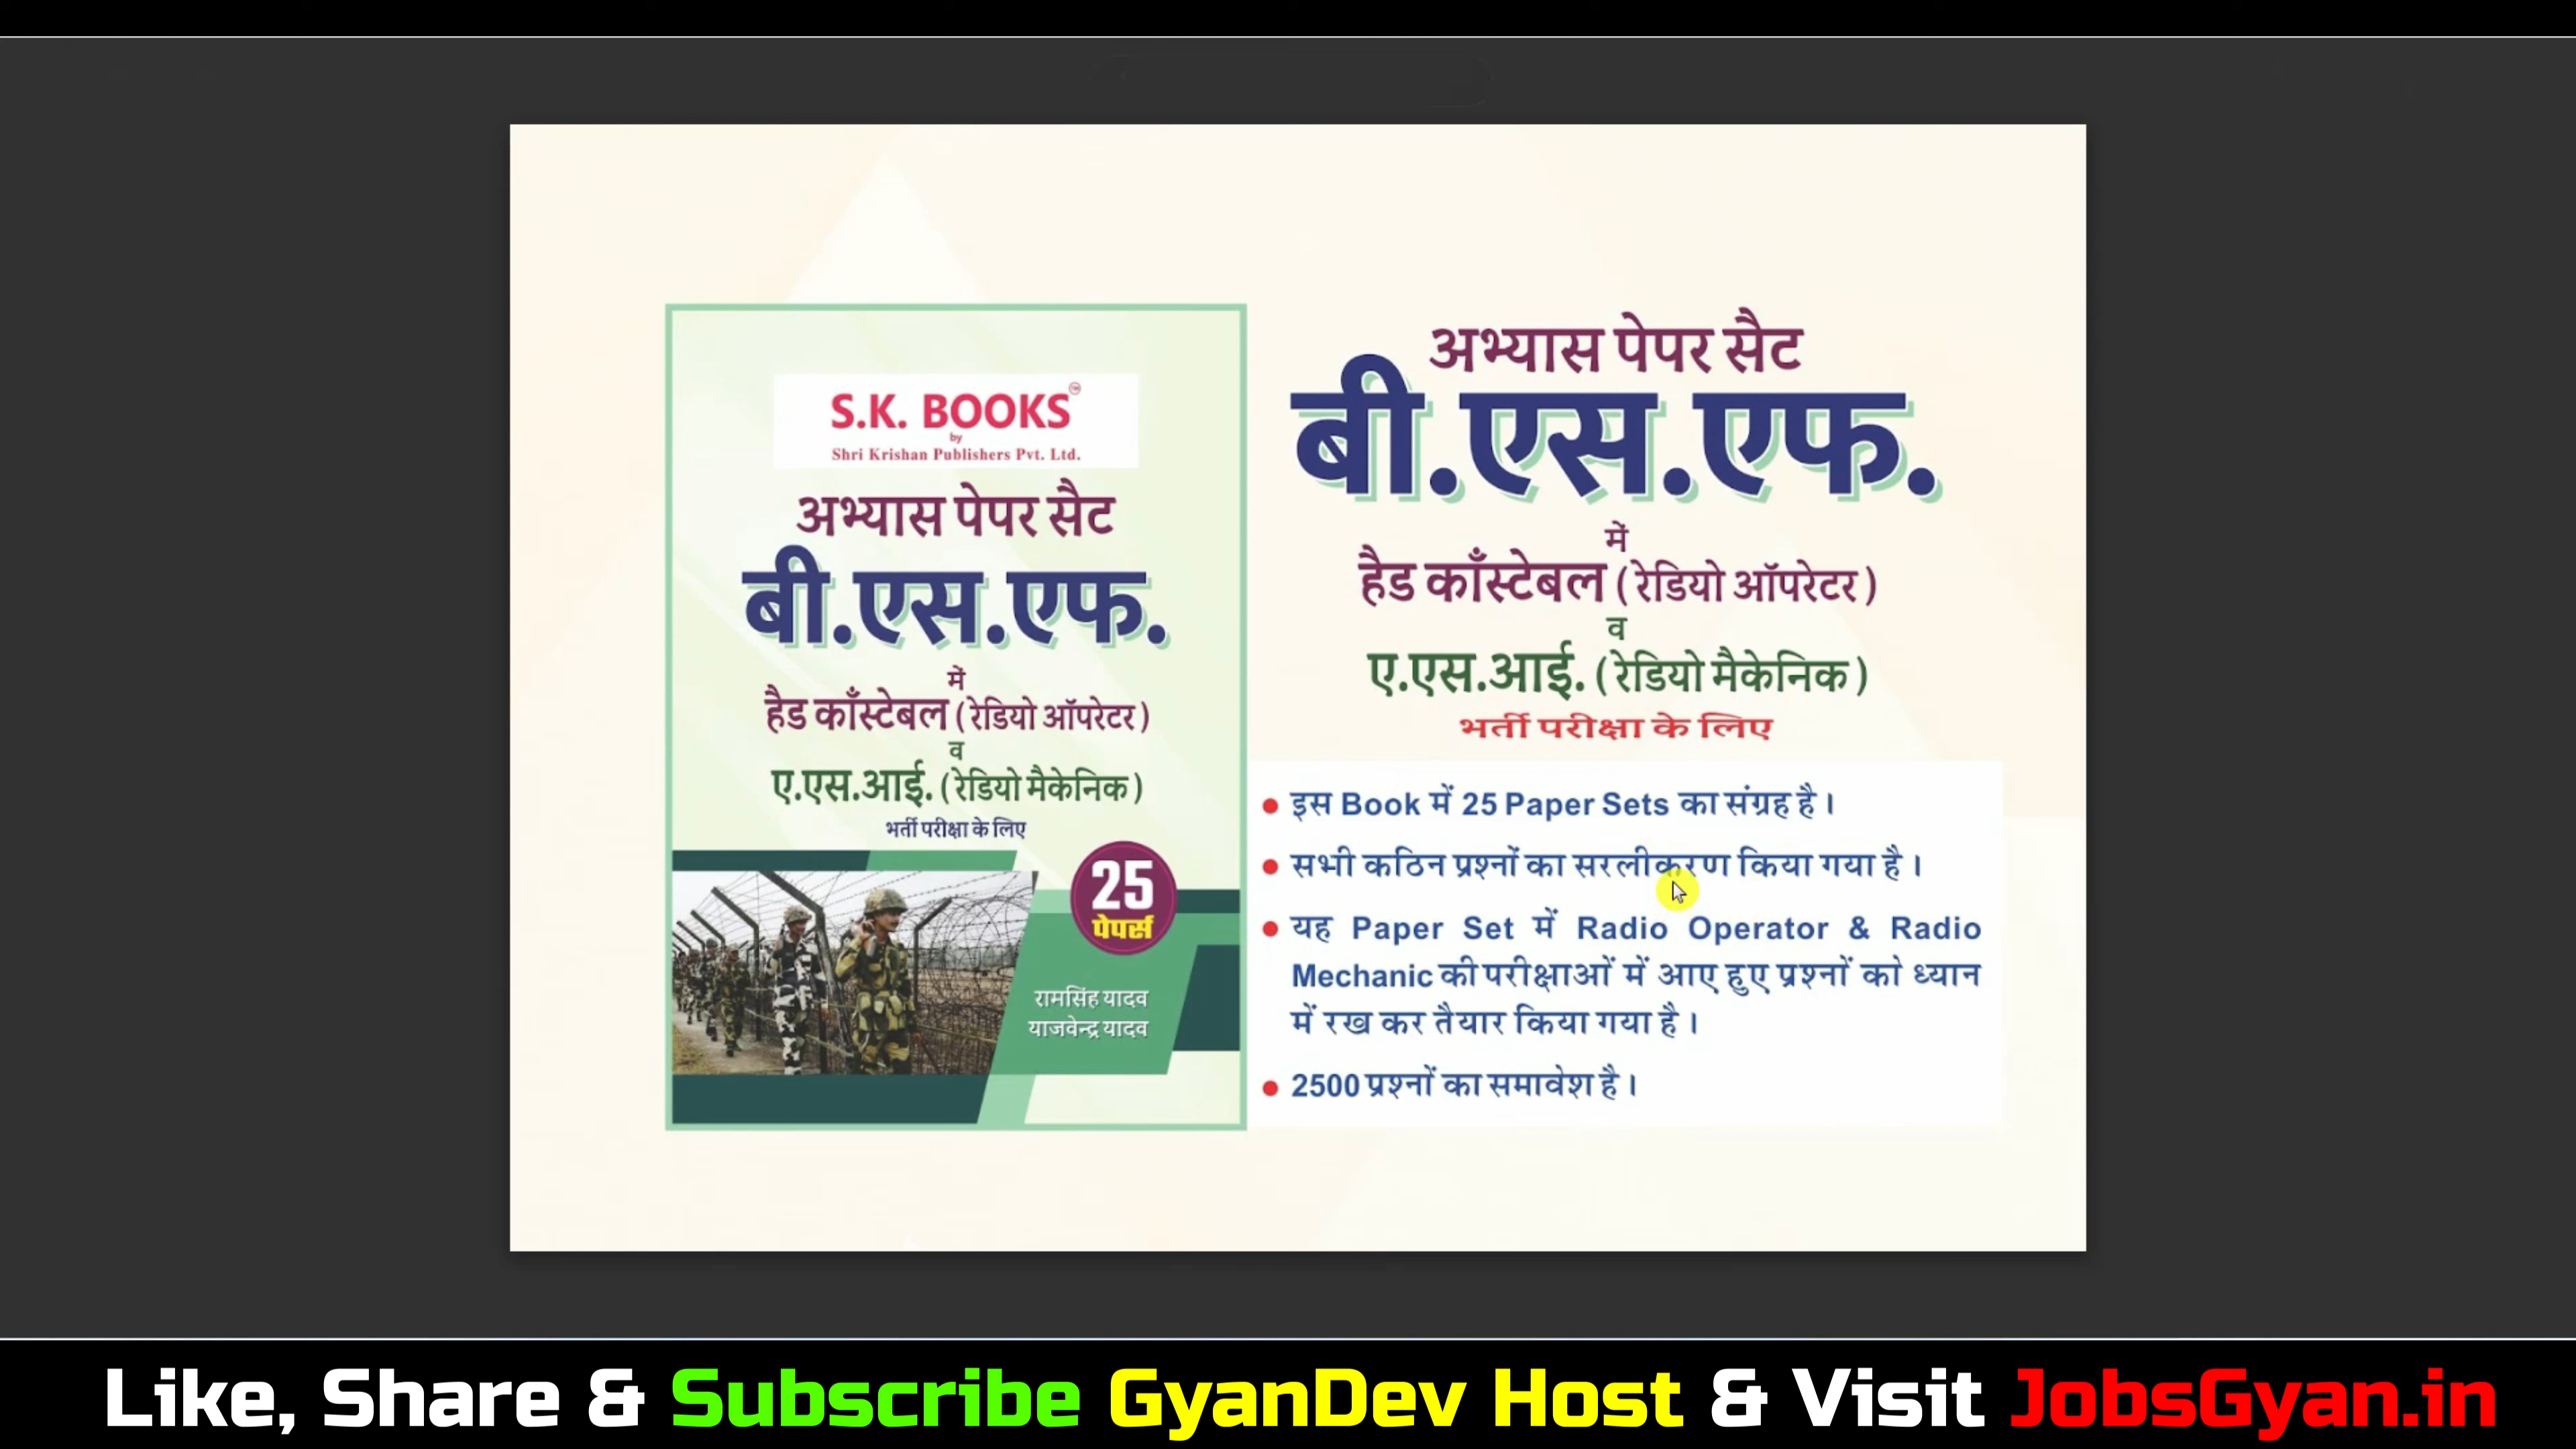 S.K. BOOKS
TM
by
Shri Krishan Publishers Pvt. Ltd.
अभ्यास पेपर सैट
बी.एस.एफ.
में
हैड काँस्टेबल (रेडियो ऑपरेटर)
व
ए.एस.आई. (रेडियो मैकेनिक)
भर्ती परीक्षा के लिए
25
पेपर्स
रामसिंह यादव
याजवेन्द्र यादव
अभ्यास पेपर सैट
बी.एस.एफ.
में
हैड काँस्टेबल (रेडियो ऑपरेटर)
व
ए.एस.आई. (रेडियो मैकेनिक)
भर्ती परीक्षा के लिए
• इस Book में 25 Paper Sets का संग्रह है।
• सभी कठिन प्रश्नों का सरलीकरण किया गया है।
• यह Paper Set में Radio Operator & Radio
Mechanic की परीक्षाओं में आए हुए प्रश्नों को ध्यान
में रख कर तैयार किया गया है।
• 2500 प्रश्नों का समावेश है।
Like, Share & Subscribe GyanDev Host & Visit JobsGyan.in